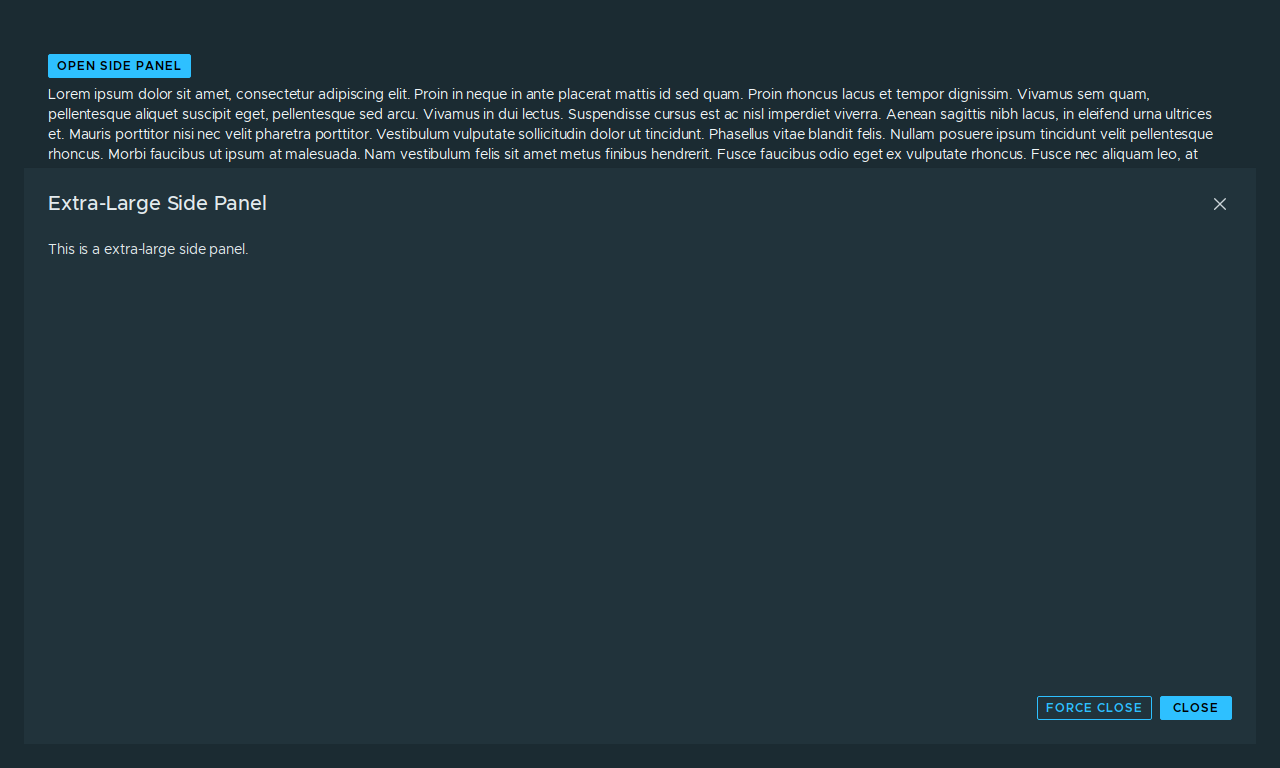 OPEN SIDE PANEL
Lorem ipsum dolor sit amet, consectetur adipiscing elit. Proin in neque in ante placerat mattis id sed quam. Proin rhoncus lacus et tempor dignissim. Vivamus sem quam,
pellentesque aliquet suscipit eget, pellentesque sed arcu. Vivamus in dui lectus. Suspendisse cursus est ac nisl imperdiet viverra. Aenean sagittis nibh lacus, in eleifend urna ultrices
et. Mauris porttitor nisi nec velit pharetra porttitor. Vestibulum vulputate sollicitudin dolor ut tincidunt. Phasellus vitae blandit felis. Nullam posuere ipsum tincidunt velit pellentesque
rhoncus. Morbi faucibus ut ipsum at malesuada. Nam vestibulum felis sit amet metus finibus hendrerit. Fusce faucibus odio eget ex vulputate rhoncus. Fusce nec aliquam leo, at
Extra-Large Side Panel
This is a extra-large side panel.
FORCE CLOSE
CLOSE